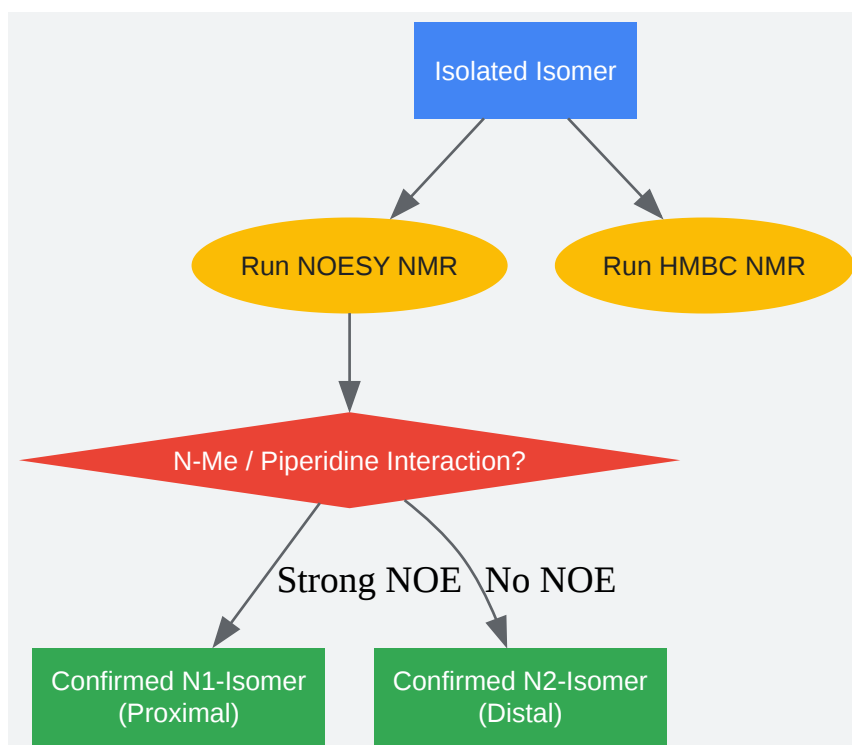 Isolated Isomer
Run NOESY NMR
Run HMBC NMR
N-Me / Piperidine Interaction?
Strong NOE
No NOE
Confirmed N1-Isomer
(Proximal)
Confirmed N2-Isomer
(Distal)